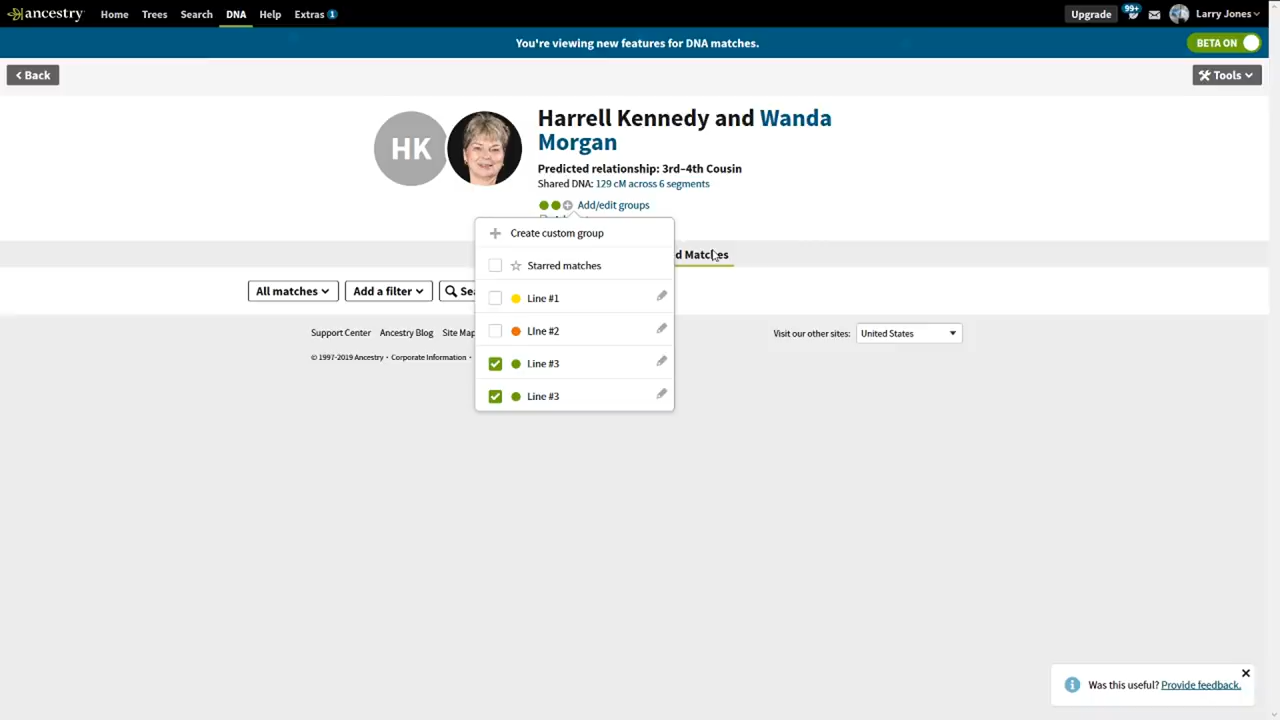 ancestry Home Trees Search DNA Help Extras 1 Upgrade 99+ Larry Jones
You're viewing new features for DNA matches. BETA ON
Back Tools
HK Harrell Kennedy and Wanda
Morgan
Predicted relationship: 3rd–4th Cousin
Shared DNA: 129 cM across 6 segments
Add/edit groups
Create custom group
d Matches
Starred matches
All matches Add a filter Sea
Line #1
LIne #2
Line #3
Line #3
Support Center Ancestry Blog Site Map Visit our other sites: United States
© 1997-2019 Ancestry • Corporate Information •
Was this useful? Provide feedback.